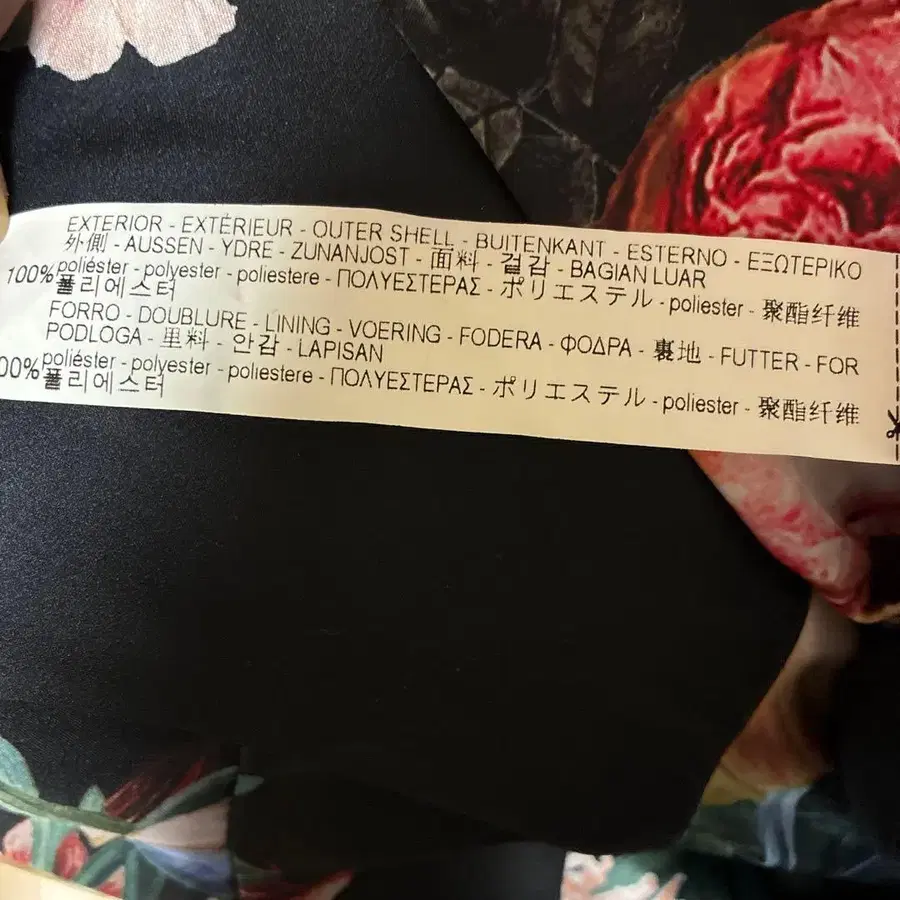 EXTERIOR - EXTÉRIEUR - OUTER SHELL - BUITENKANT - ESTERNO - ΕΞΩΤΕΡΙΚΟ
外側 - AUSSEN - YDRE - ZUNANJOST - 面料 - 겉감 - BAGIAN LUAR
100% poliéster - polyester - poliestere - ΠΟΛΥΕΣΤΕΡΑΣ - ポリエステル - poliester - 聚酯纤维
폴리에스터
FORRO - DOUBLURE - LINING - VOERING - FODERA - ΦΟΔΡΑ - 裏地 - FUTTER - FOR
PODLOGA - 里料 - 안감 - LAPISAN
00% poliéster - polyester - poliestere - ΠΟΛΥΕΣΤΕΡΑΣ - ポリエステル - poliester - 聚酯纤维
폴리에스터